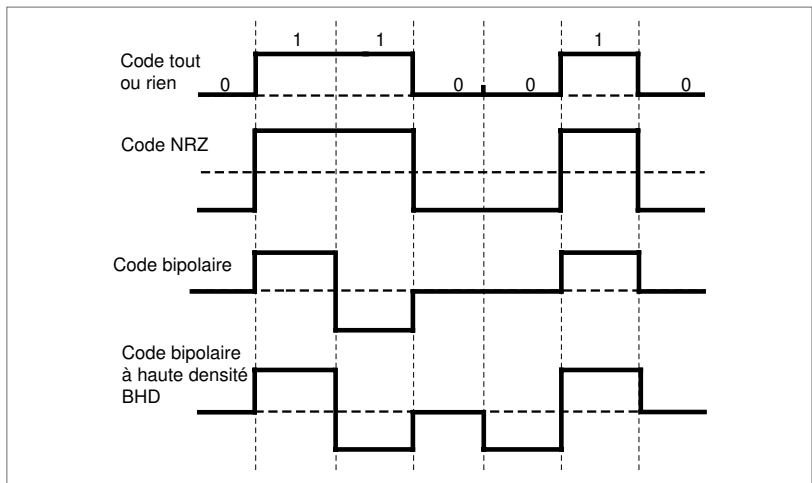 1 1 1
Code tout
ou rien
0 0 0 0
Code NRZ
Code bipolaire
Code bipolaire
à haute densité
BHD